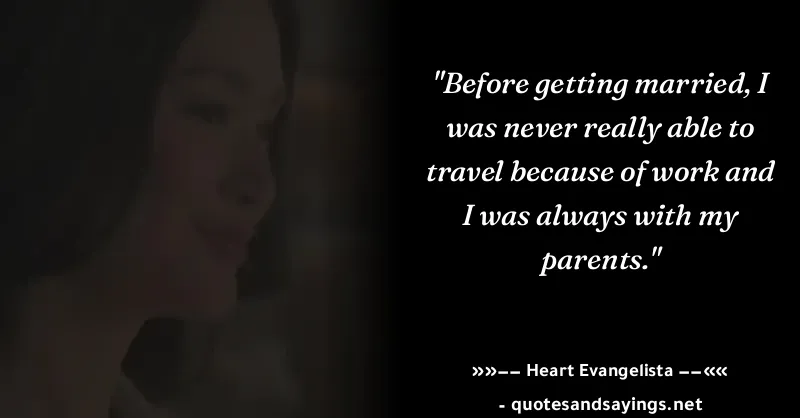 "Before getting married, I
was never really able to
travel because of work and
I was always with my
parents."
»»−− Heart Evangelista −−««
- quotesandsayings.net